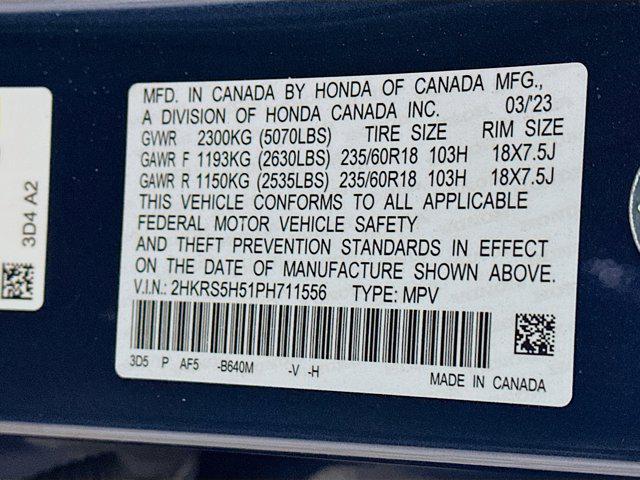 MFD. IN CANADA BY HONDA OF CANADA MFG.,
A DIVISION OF HONDA CANADA INC. 03/'23
GVWR 2300KG (5070LBS) TIRE SIZE RIM SIZE
GAWR F 1193KG (2630LBS) 235/60R18 103H 18X7.5J
GAWR R 1150KG (2535LBS) 235/60R18 103H 18X7.5J
THIS VEHICLE CONFORMS TO ALL APPLICABLE
FEDERAL MOTOR VEHICLE SAFETY
AND THEFT PREVENTION STANDARDS IN EFFECT
ON THE DATE OF MANUFACTURE SHOWN ABOVE.
V.I.N.: 2HKRS5H51PH711556 TYPE: MPV
3D5 P AF5 -B640M -V -H
MADE IN CANADA
3D4 A2